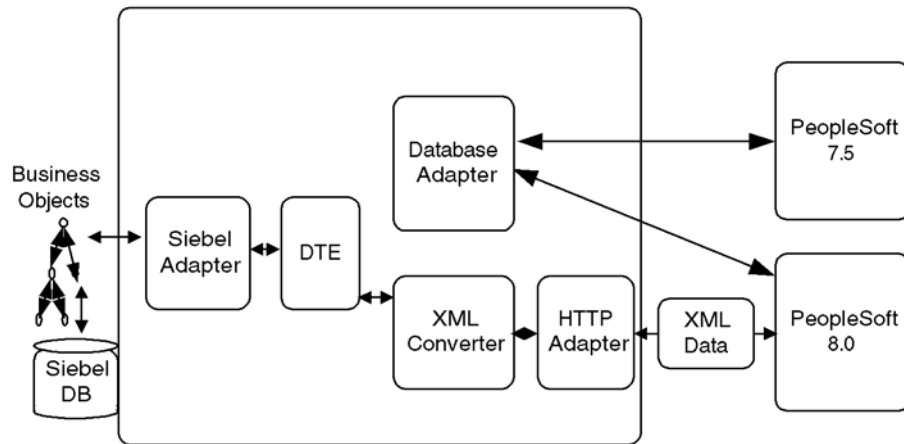 PeopleSoft
7.5
Database
Adapter
Business
Objects
Siebel
Adapter
DTE
XML
Converter
HTTP
Adapter
XML
Data
PeopleSoft
8.0
Siebel
DB